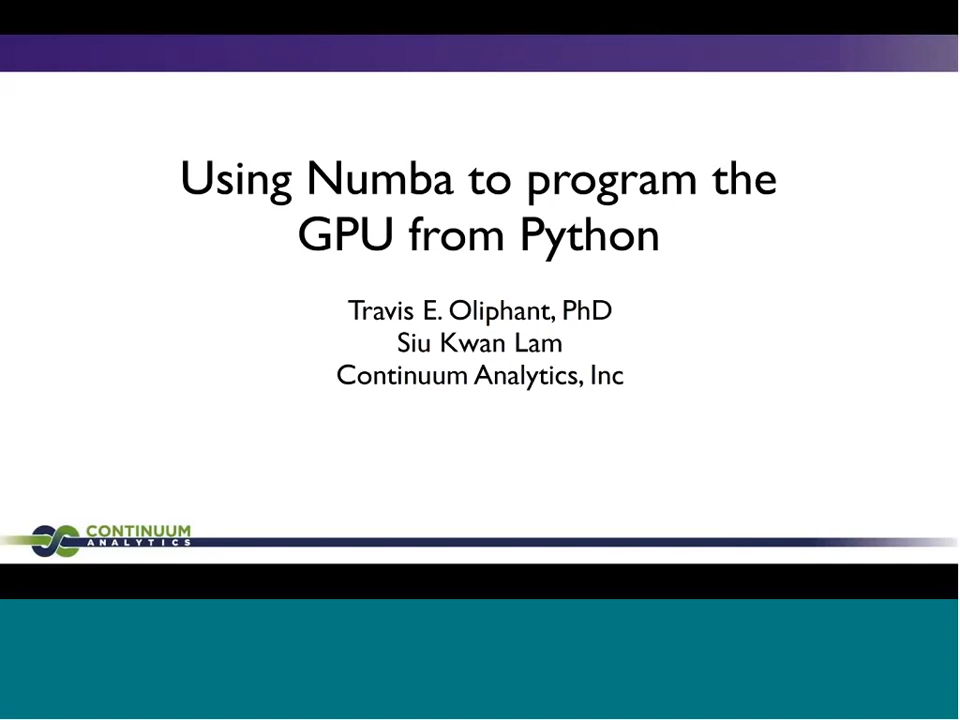 Using Numba to program the
GPU from Python
Travis E. Oliphant, PhD
Siu Kwan Lam
Continuum Analytics, Inc
CONTINUUM
ANALYTICS